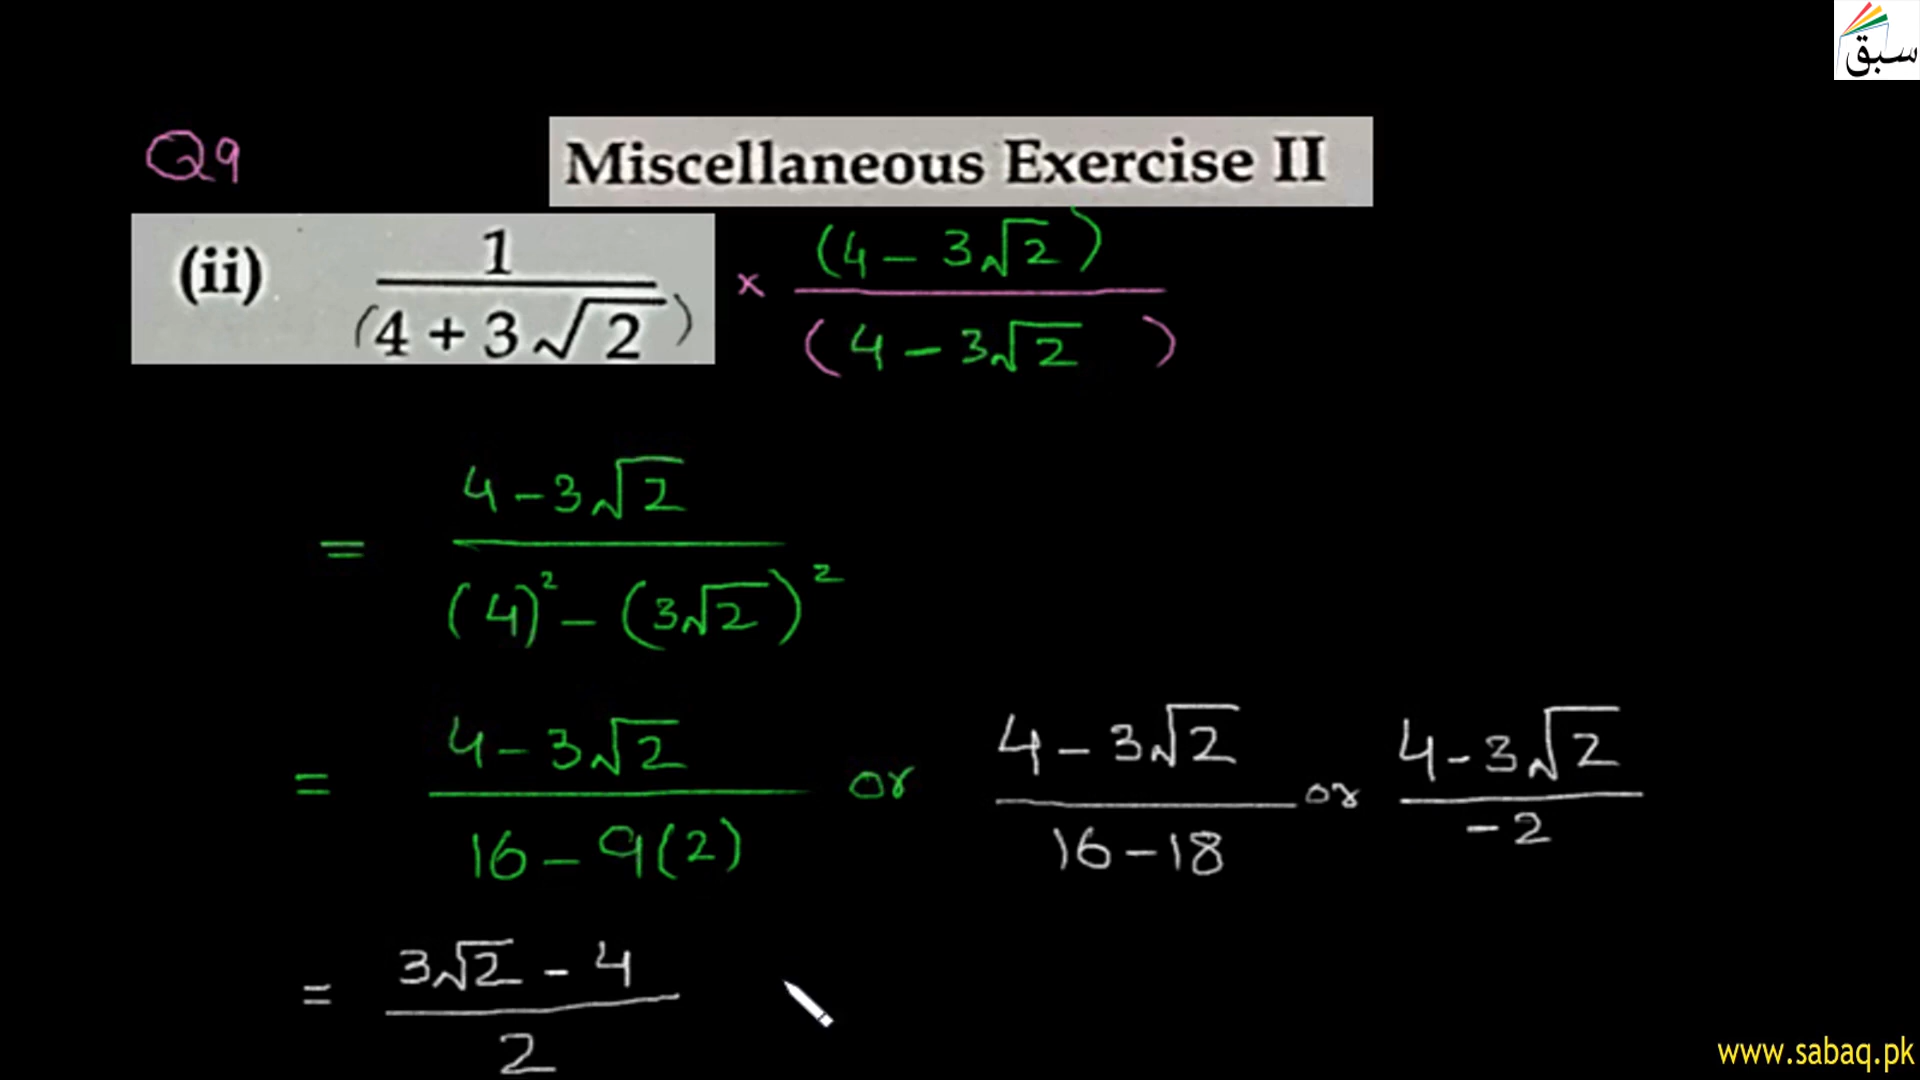 سبق
Q9
Miscellaneous Exercise II
(ii) 1/(4+3√2) × (4-3√2)/(4-3√2)
= 4-3√2/(4)²-(3√2)²
= 4-3√2/16-9(2) or 4-3√2/16-18 or 4-3√2/-2
= 3√2-4/2
www.sabaq.pk